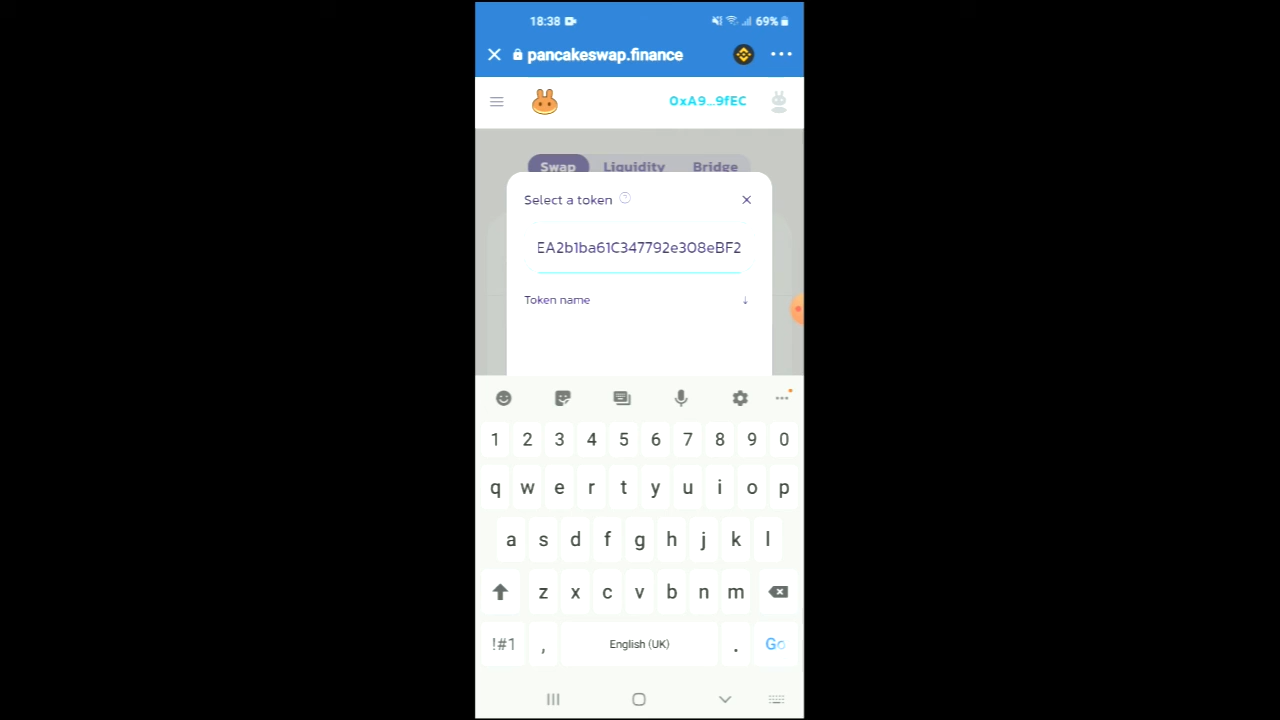 18:38 69%
pancakeswap.finance
0xA9...9fEC
Swap Liquidity Bridge
Select a token ?
EA2b1ba61C347792e308eBF2
Token name ↓
1 2 3 4 5 6 7 8 9 0
q w e r t y u i o p
a s d f g h j k l
z x c v b n m
!#1 , English (UK) . Go